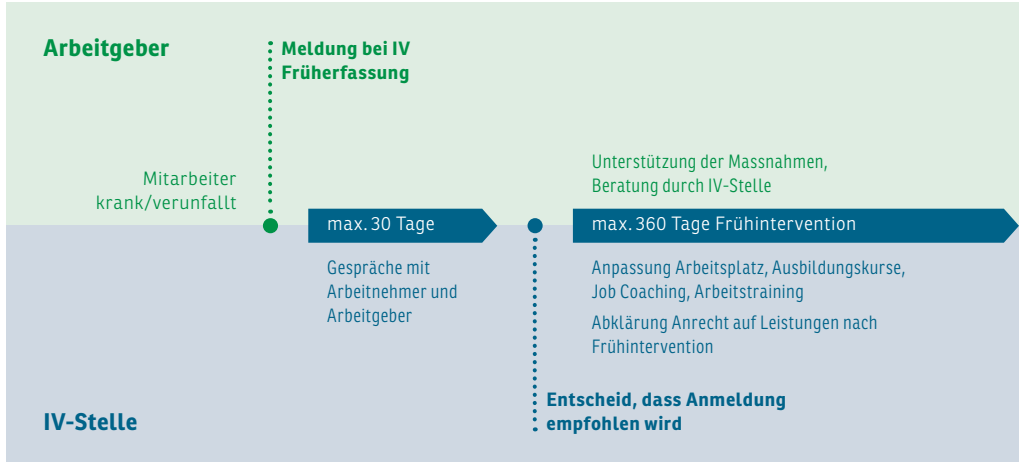 Arbeitgeber
Meldung bei IV
Früherfassung
Mitarbeiter
krank/verunfallt
Unterstützung der Massnahmen,
Beratung durch IV-Stelle
max. 30 Tage
max. 360 Tage Frühintervention
Gespräche mit
Arbeitnehmer und
Arbeitgeber
Anpassung Arbeitsplatz, Ausbildungskurse,
Job Coaching, Arbeitstraining
Abklärung Anrecht auf Leistungen nach
Frühintervention
Entscheid, dass Anmeldung
empfohlen wird
IV-Stelle